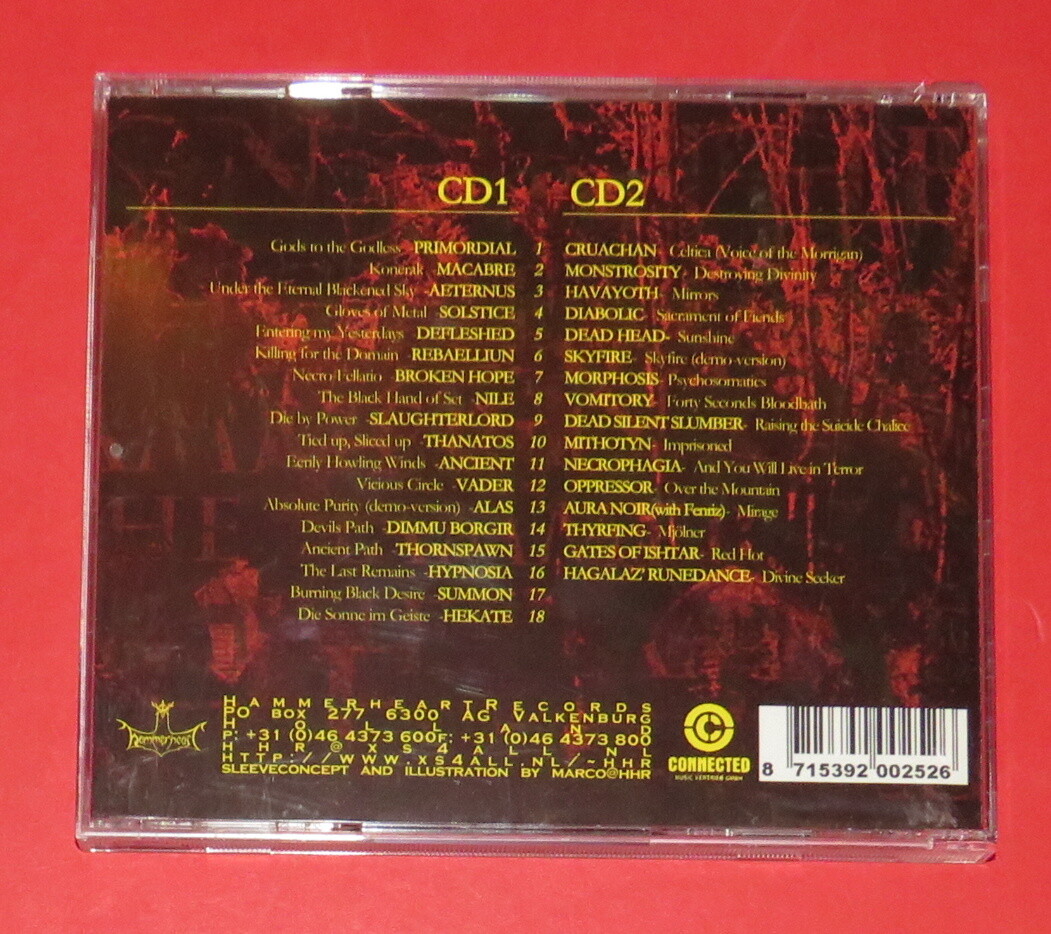 CD1
Gods to the Godless -PRIMORDIAL 1
Konerak -MACABRE 2
Under the Eternal Blackened Sky -AETERNUS 3
Gloves of Metal -SOLSTICE 4
Entering my Yesterdays -DEFLESHED 5
Killing for the Domain -REBAELLIUN 6
Necro Fellatio -BROKEN HOPE 7
The Black Hand of Set -NILE 8
Die by Power -SLAUGHTERLORD 9
Tied up, Sliced up -THANATOS 10
Eerily Howling Winds -ANCIENT 11
Vicious Circle -VADER 12
Absolute Purity (demo-version) -ALAS 13
Devils Path -DIMMU BORGIR 14
Ancient Path -THORNSPAWN 15
The Last Remains -HYPNOSIA 16
Burning Black Desire -SUMMON 17
Die Sonne im Geiste -HEKATE 18
CD2
CRUACHAN- Celtica (Voice of the Morrigan)
MONSTROSITY- Destroying Divinity
HAVAYOTH- Mirrors
DIABOLIC- Sacrament of Fiends
DEAD HEAD- Sunshine
SKYFIRE- Skyfire (demo-version)
MORPHOSIS- Psychosomatics
VOMITORY- Forty Seconds Bloodbath
DEAD SILENT SLUMBER- Raising the Suicide Chalice
MITHOTYN- Imprisoned
NECROPHAGIA- And You Will Live in Terror
OPPRESSOR- Over the Mountain
AURA NOIR(with Fenriz)- Mirage
THYRFING- Mjölner
GATES OF ISHTAR- Red Hot
HAGALAZ' RUNEDANCE- Divine Seeker
Hammerheart
HAMMERHEART RECORDS
PO BOX 277 6300 AG VALKENBURG
HOLLAND
P: +31 (0)46 4373 600F: +31 (0)46 4373 800
HHR@XS4ALL.NL
HTTP://WWW.XS4ALL.NL/~HHR
SLEEVECONCEPT AND ILLUSTRATION BY MARCO@HHR
CONNECTED
MUSIC VERTRIEB GMBH
8 715392 002526